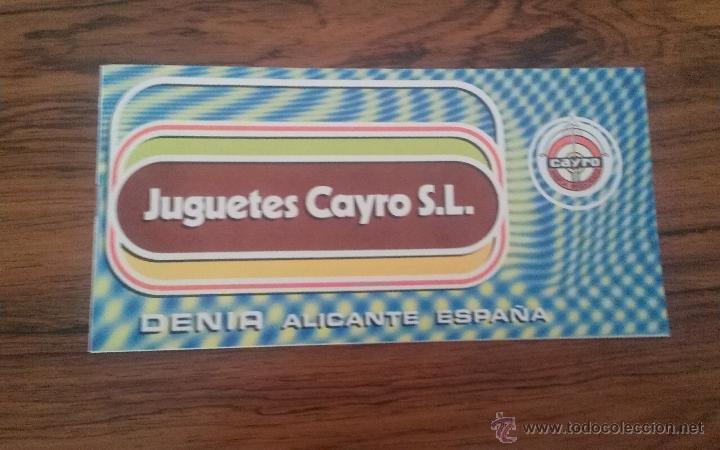 Juguetes Cayro S.L.
cayro
DENIA ALICANTE ESPAÑA
www.todocoleccion.net